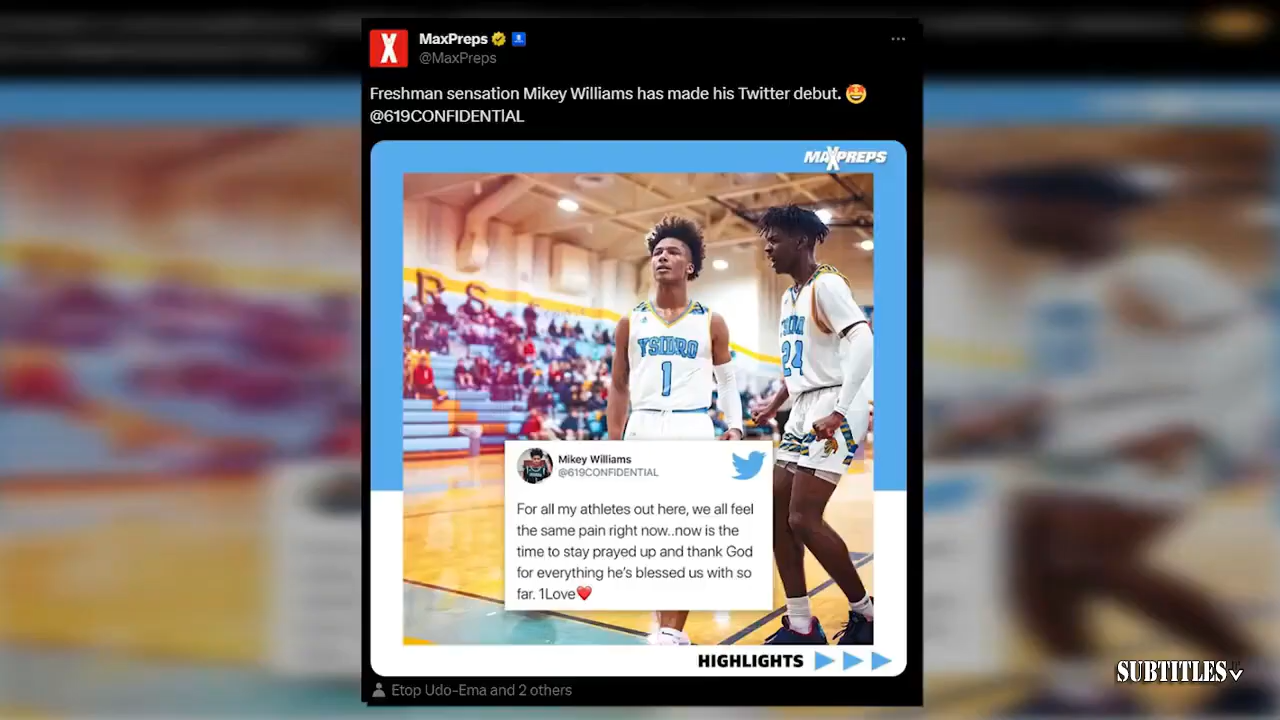 MaxPreps
@MaxPreps
Freshman sensation Mikey Williams has made his Twitter debut. 🤩
@619CONFIDENTIAL
MAXPREPS
RS
YSIDRO
1
24
Mikey Williams
@619CONFIDENTIAL
For all my athletes out here, we all feel
the same pain right now..now is the
time to stay prayed up and thank God
for everything he's blessed us with so
far. 1Love❤️
HIGHLIGHTS
Etop Udo-Ema and 2 others
SUBTITLES